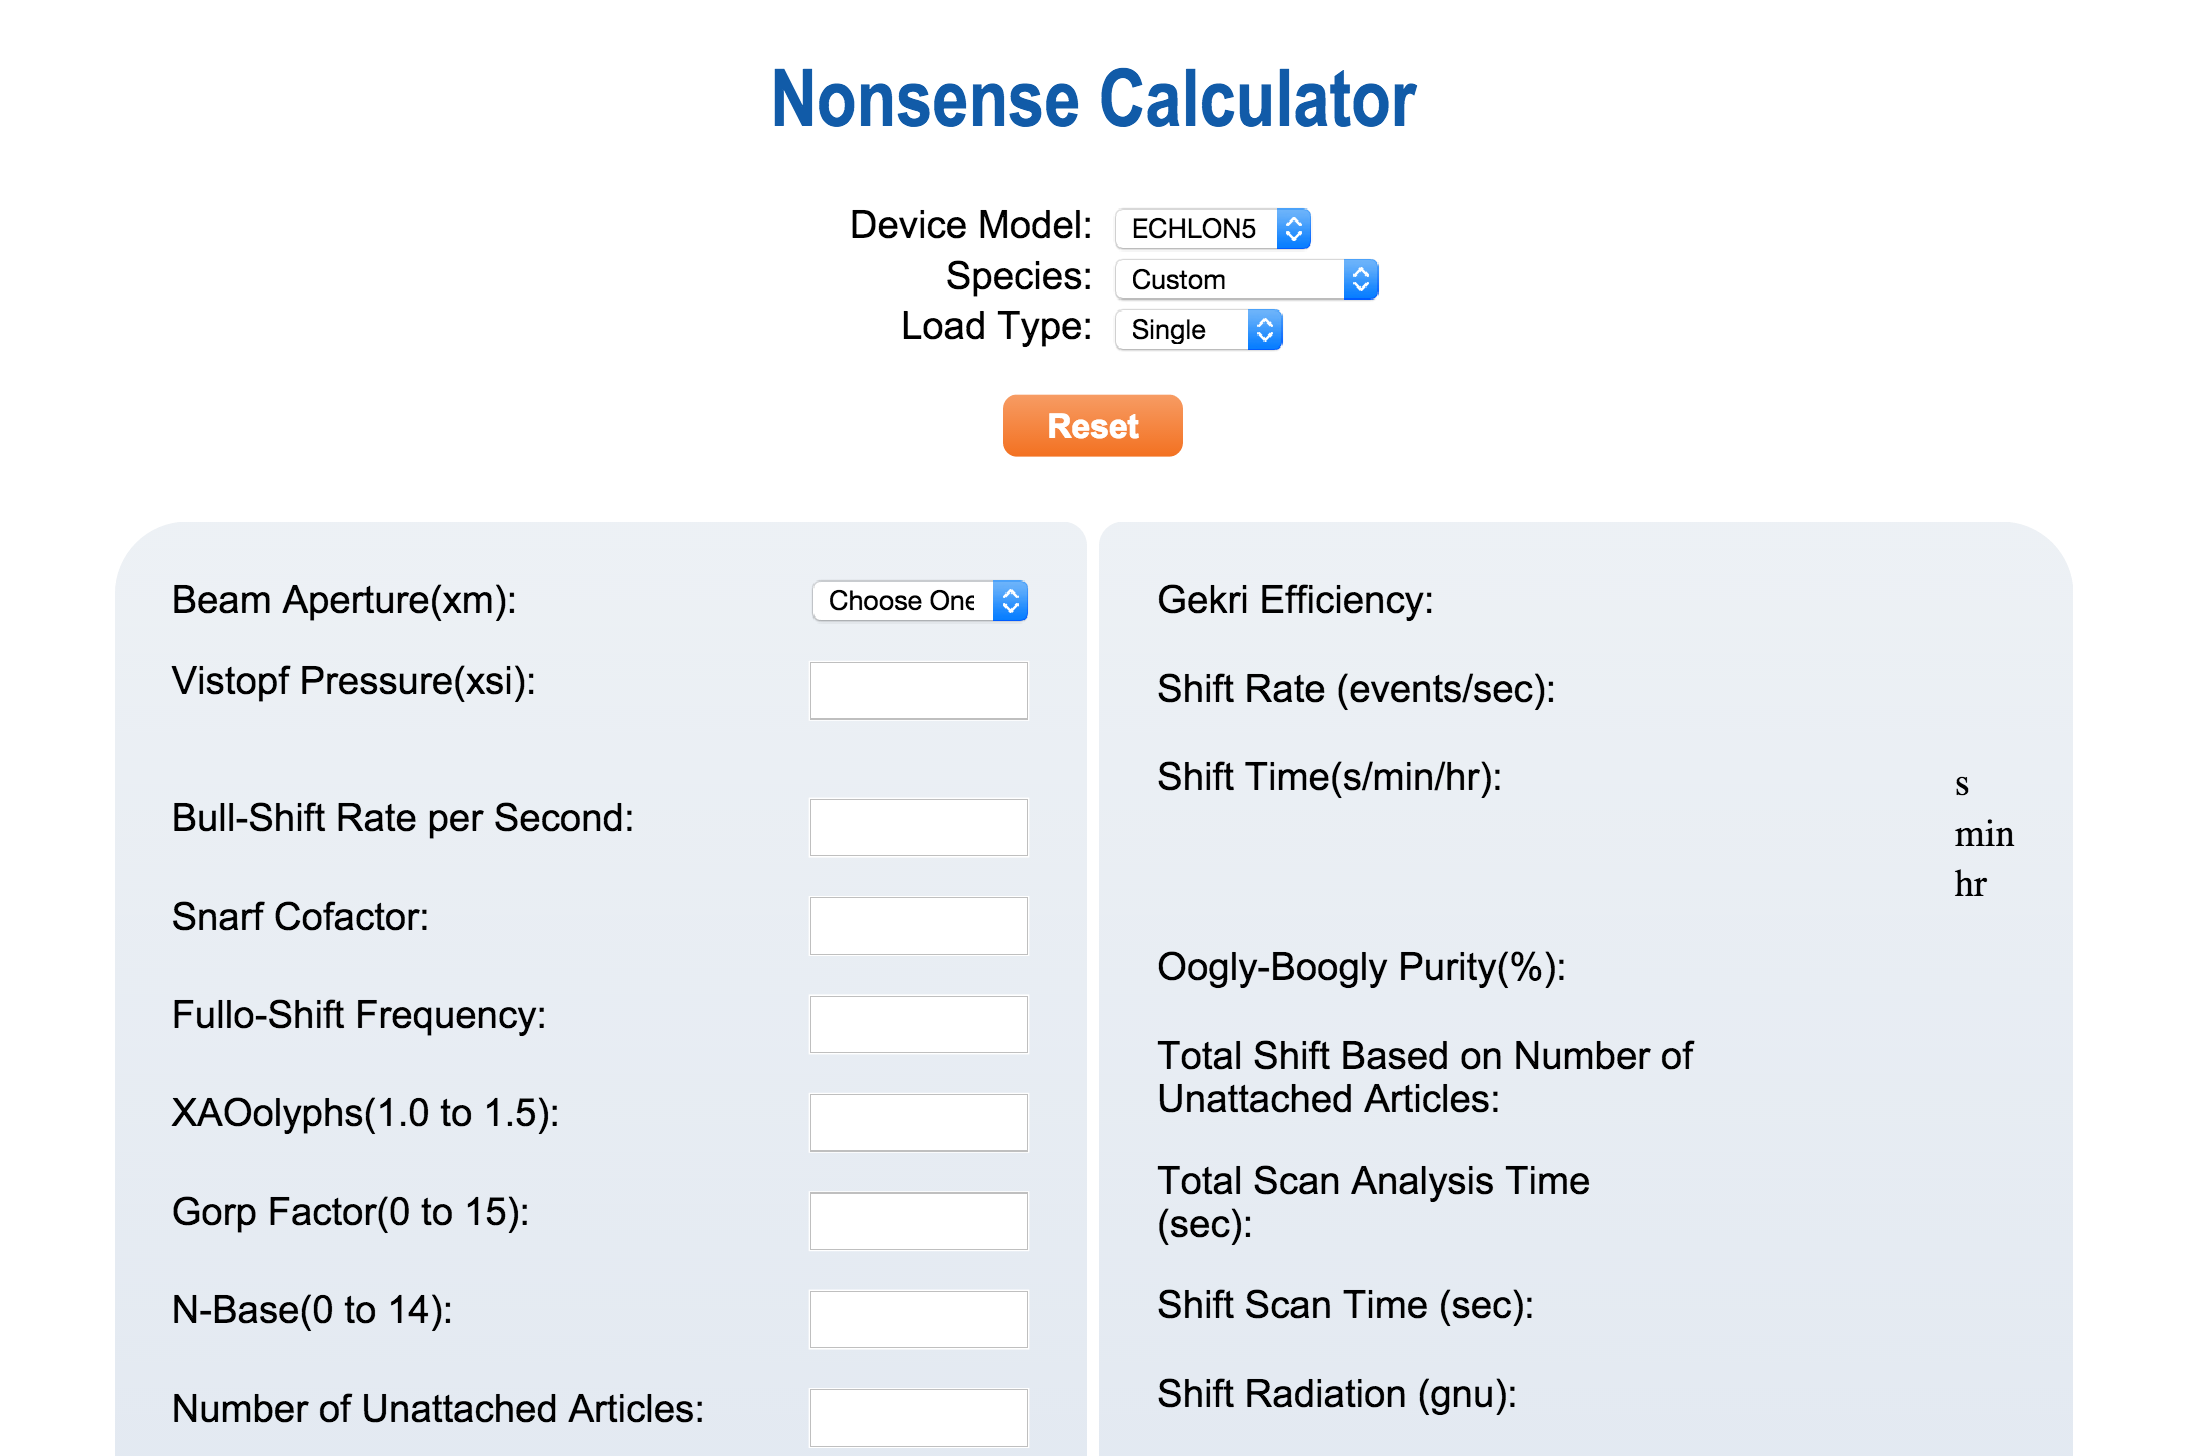 Nonsense Calculator
Device Model: ECHLON5
Species: Custom
Load Type: Single
Reset
Beam Aperture(xm): Choose One
Vistopf Pressure(xsi):
Bull-Shift Rate per Second:
Snarf Cofactor:
Fullo-Shift Frequency:
XAOolyphs(1.0 to 1.5):
Gorp Factor(0 to 15):
N-Base(0 to 14):
Number of Unattached Articles:
Gekri Efficiency:
Shift Rate (events/sec):
Shift Time(s/min/hr):
s
min
hr
Oogly-Boogly Purity(%):
Total Shift Based on Number of
Unattached Articles:
Total Scan Analysis Time
(sec):
Shift Scan Time (sec):
Shift Radiation (gnu):